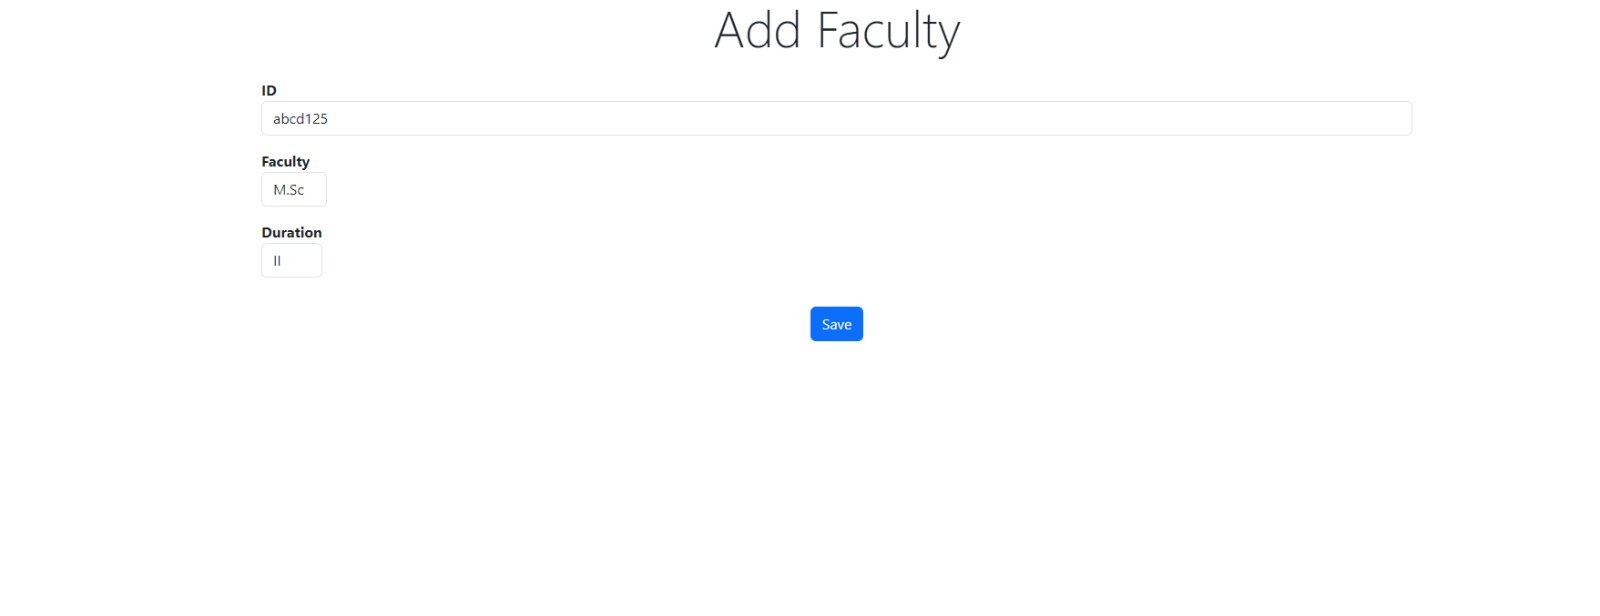 Add Faculty
ID
abcd125
Faculty
M.Sc
Duration
II
Save